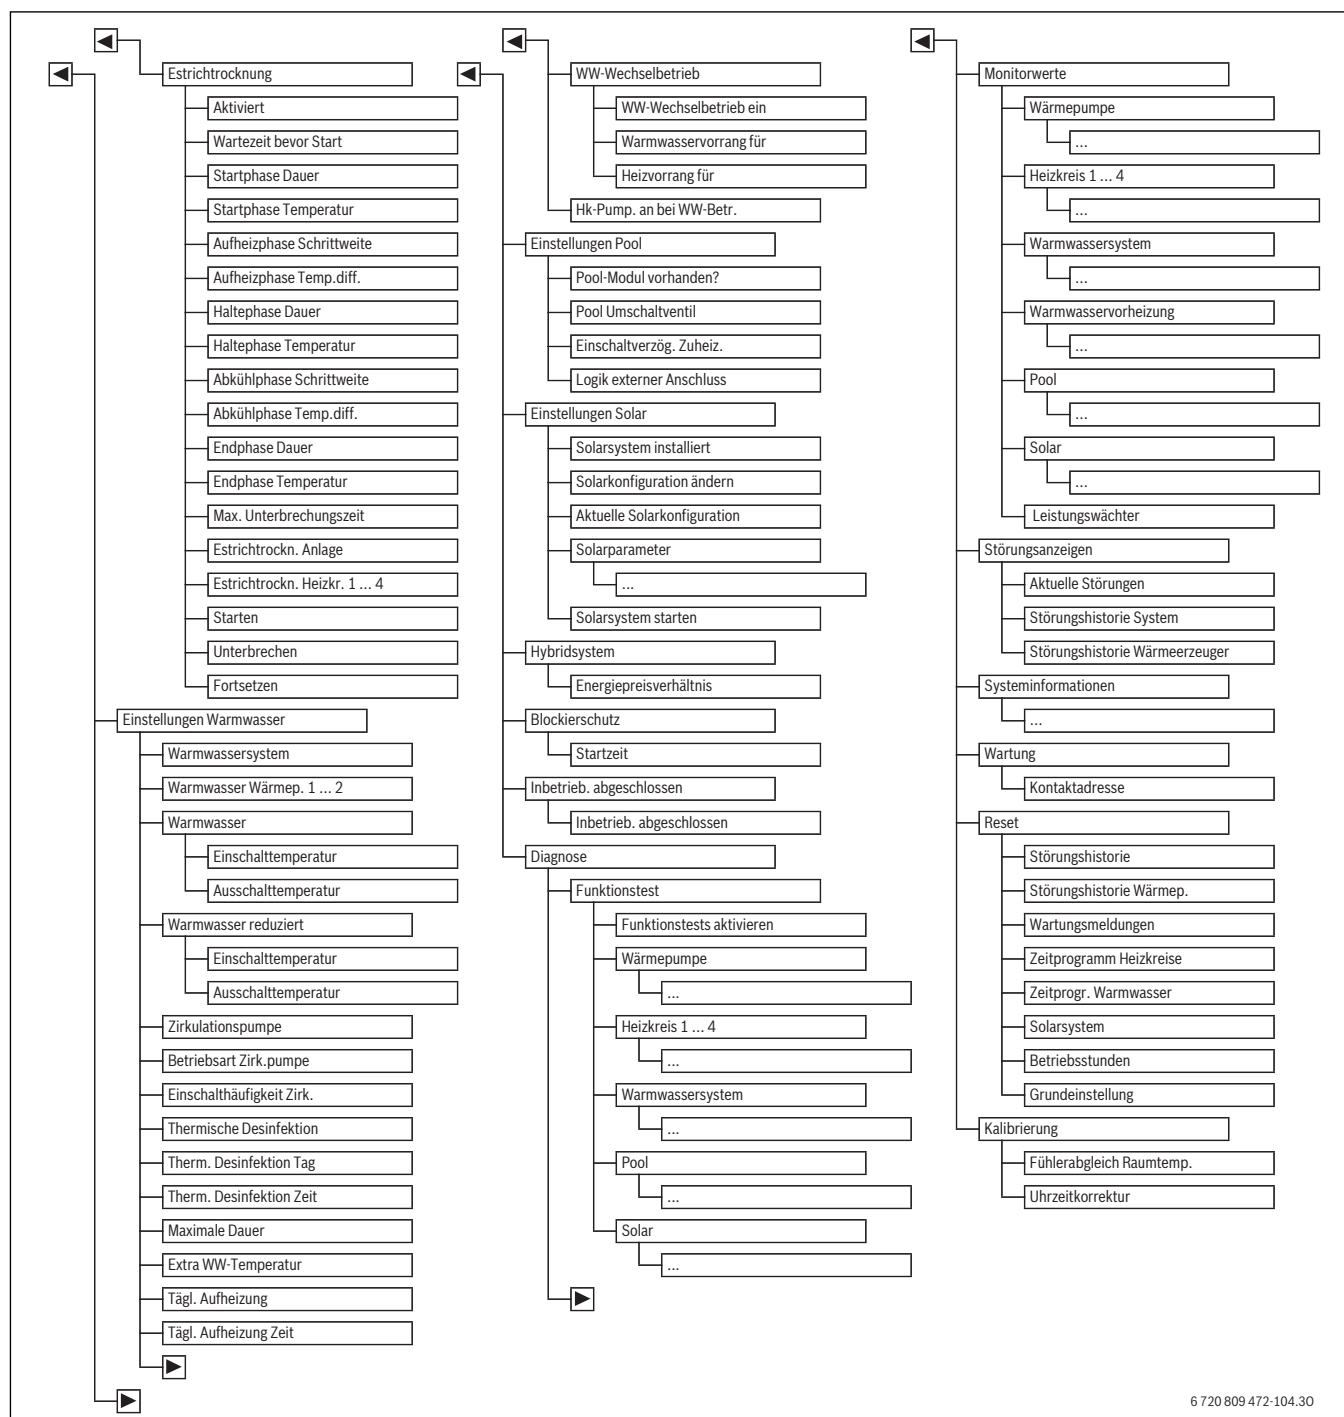 Estrichtrocknung
Aktiviert
Wartezeit bevor Start
Startphase Dauer
Startphase Temperatur
Aufheizphase Schrittweite
Aufheizphase Temp.diff.
Haltephase Dauer
Haltephase Temperatur
Abkühlphase Schrittweite
Abkühlphase Temp.diff.
Endphase Dauer
Endphase Temperatur
Max. Unterbrechungszeit
Estrichtrockn. Anlage
Estrichtrockn. Heizkr. 1 ... 4
Starten
Unterbrechen
Fortsetzen
Einstellungen Warmwasser
Warmwassersystem
Warmwasser Wärmep. 1 ... 2
Warmwasser
Einschalttemperatur
Ausschalttemperatur
Warmwasser reduziert
Einschalttemperatur
Ausschalttemperatur
Zirkulationspumpe
Betriebsart Zirk.pumpe
Einschalthäufigkeit Zirk.
Thermische Desinfektion
Therm. Desinfektion Tag
Therm. Desinfektion Zeit
Maximale Dauer
Extra WW-Temperatur
Tägl. Aufheizung
Tägl. Aufheizung Zeit
WW-Wechselbetrieb
WW-Wechselbetrieb ein
Warmwasservorrang für
Heizvorrang für
Hk-Pump. an bei WW-Betr.
Einstellungen Pool
Pool-Modul vorhanden?
Pool Umschaltventil
Einschaltverzög. Zuheiz.
Logik externer Anschluss
Einstellungen Solar
Solarsystem installiert
Solarkonfiguration ändern
Aktuelle Solarkonfiguration
Solarparameter
...
Solarsystem starten
Hybridsystem
Energiepreisverhältnis
Blockierschutz
Startzeit
Inbetrieb. abgeschlossen
Inbetrieb. abgeschlossen
Diagnose
Funktionstest
Funktionstests aktivieren
Wärmepumpe
...
Heizkreis 1 ... 4
...
Warmwassersystem
...
Pool
...
Solar
...
Monitorwerte
Wärmepumpe
...
Heizkreis 1 ... 4
...
Warmwassersystem
...
Warmwasservorheizung
...
Pool
...
Solar
...
Leistungswächter
Störungsanzeigen
Aktuelle Störungen
Störungshistorie System
Störungshistorie Wärmeerzeuger
Systeminformationen
...
Wartung
Kontaktadresse
Reset
Störungshistorie
Störungshistorie Wärmep.
Wartungsmeldungen
Zeitprogramm Heizkreise
Zeitprogr. Warmwasser
Solarsystem
Betriebsstunden
Grundeinstellung
Kalibrierung
Fühlerabgleich Raumtemp.
Uhrzeitkorrektur
6 720 809 472-104.3O